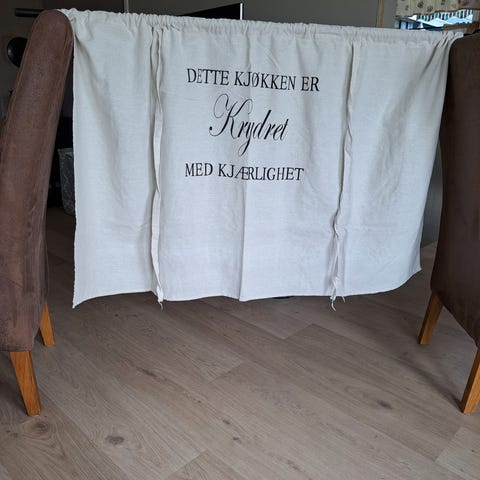 DETTE KJØKKEN ER
Krydret
MED KJÆRLIGHET